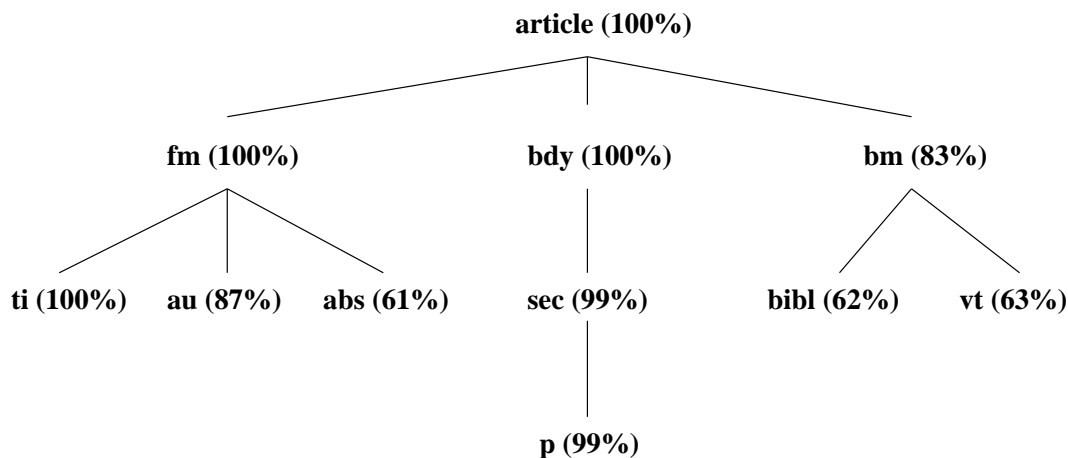 article (100%)
fm (100%) bdy (100%) bm (83%)
ti (100%) au (87%) abs (61%) sec (99%) bibl (62%) vt (63%)
p (99%)